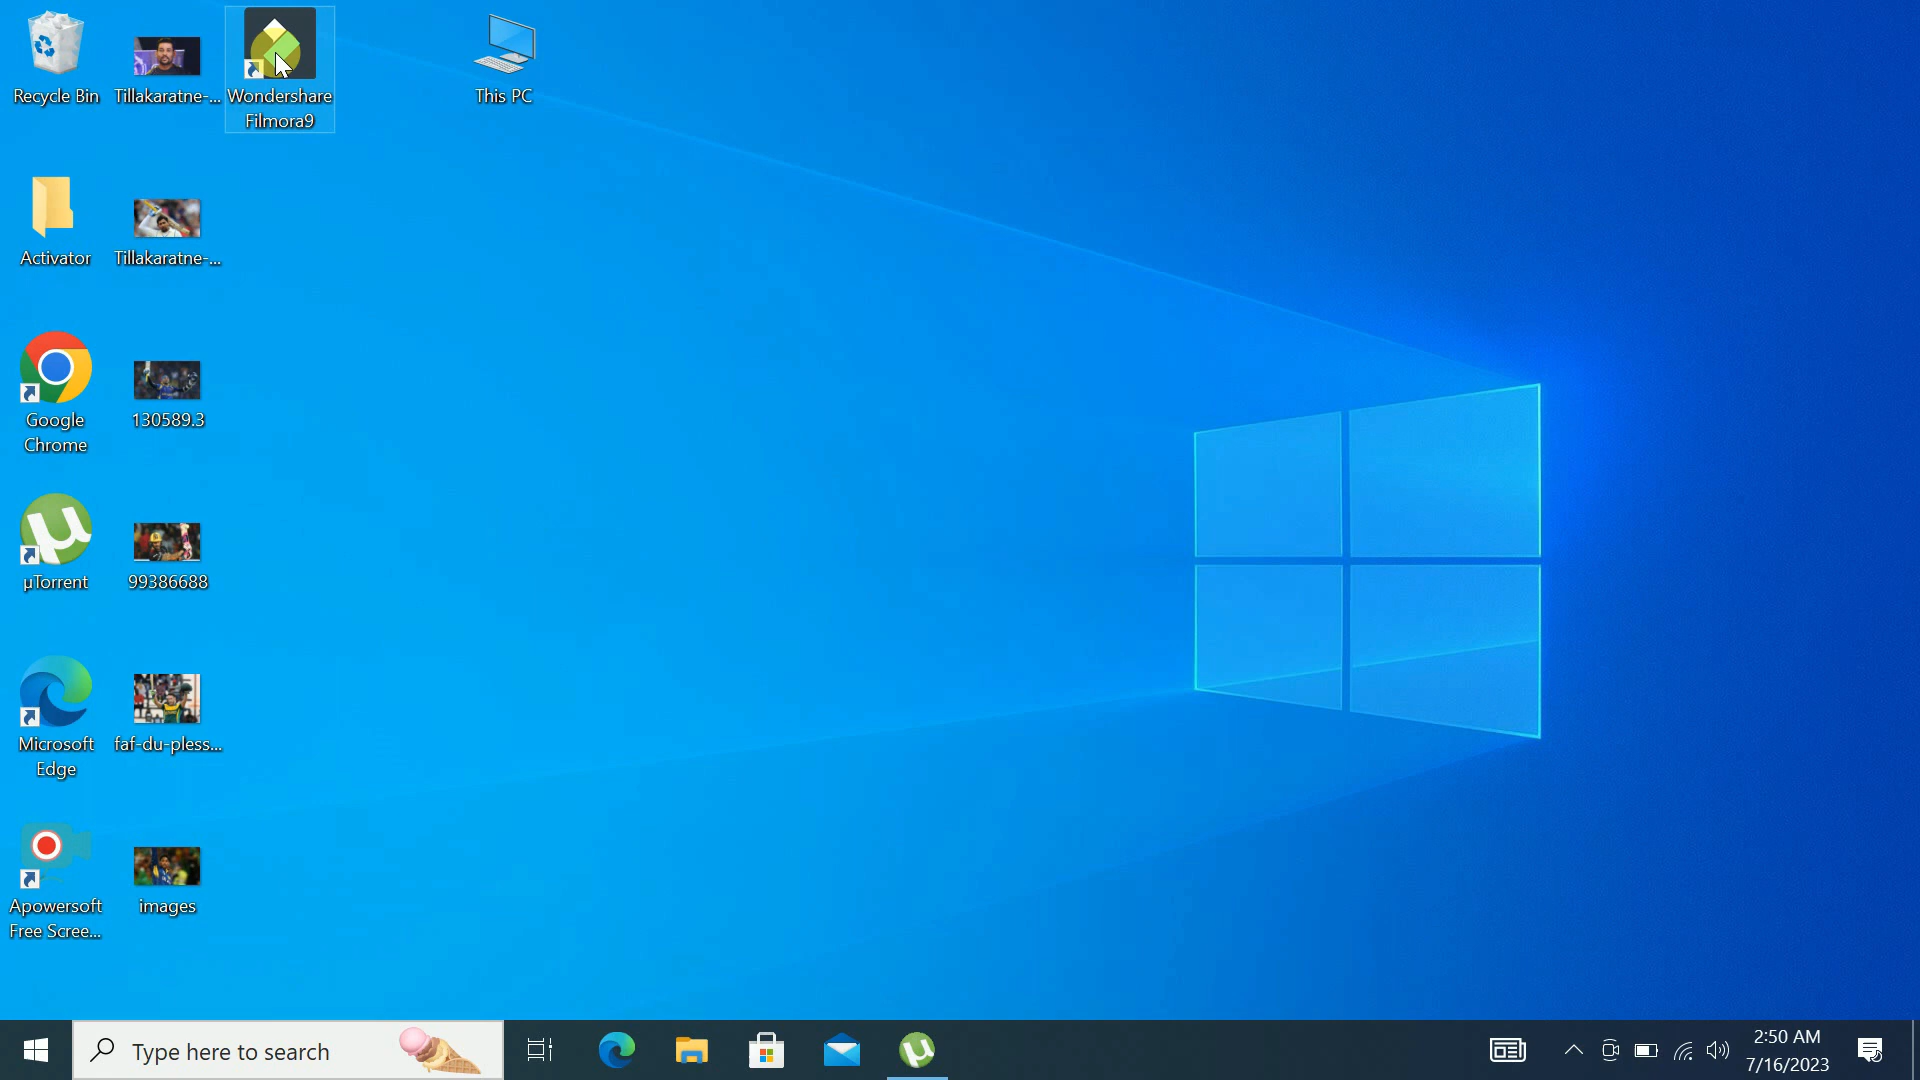 Recycle Bin
Tillakaratne-...
Wondershare
Filmora9
This PC
Activator
Tillakaratne-...
Google
Chrome
130589.3
µTorrent
99386688
Microsoft
Edge
faf-du-pless...
Apowersoft
Free Scree...
images
Type here to search
2:50 AM
7/16/2023